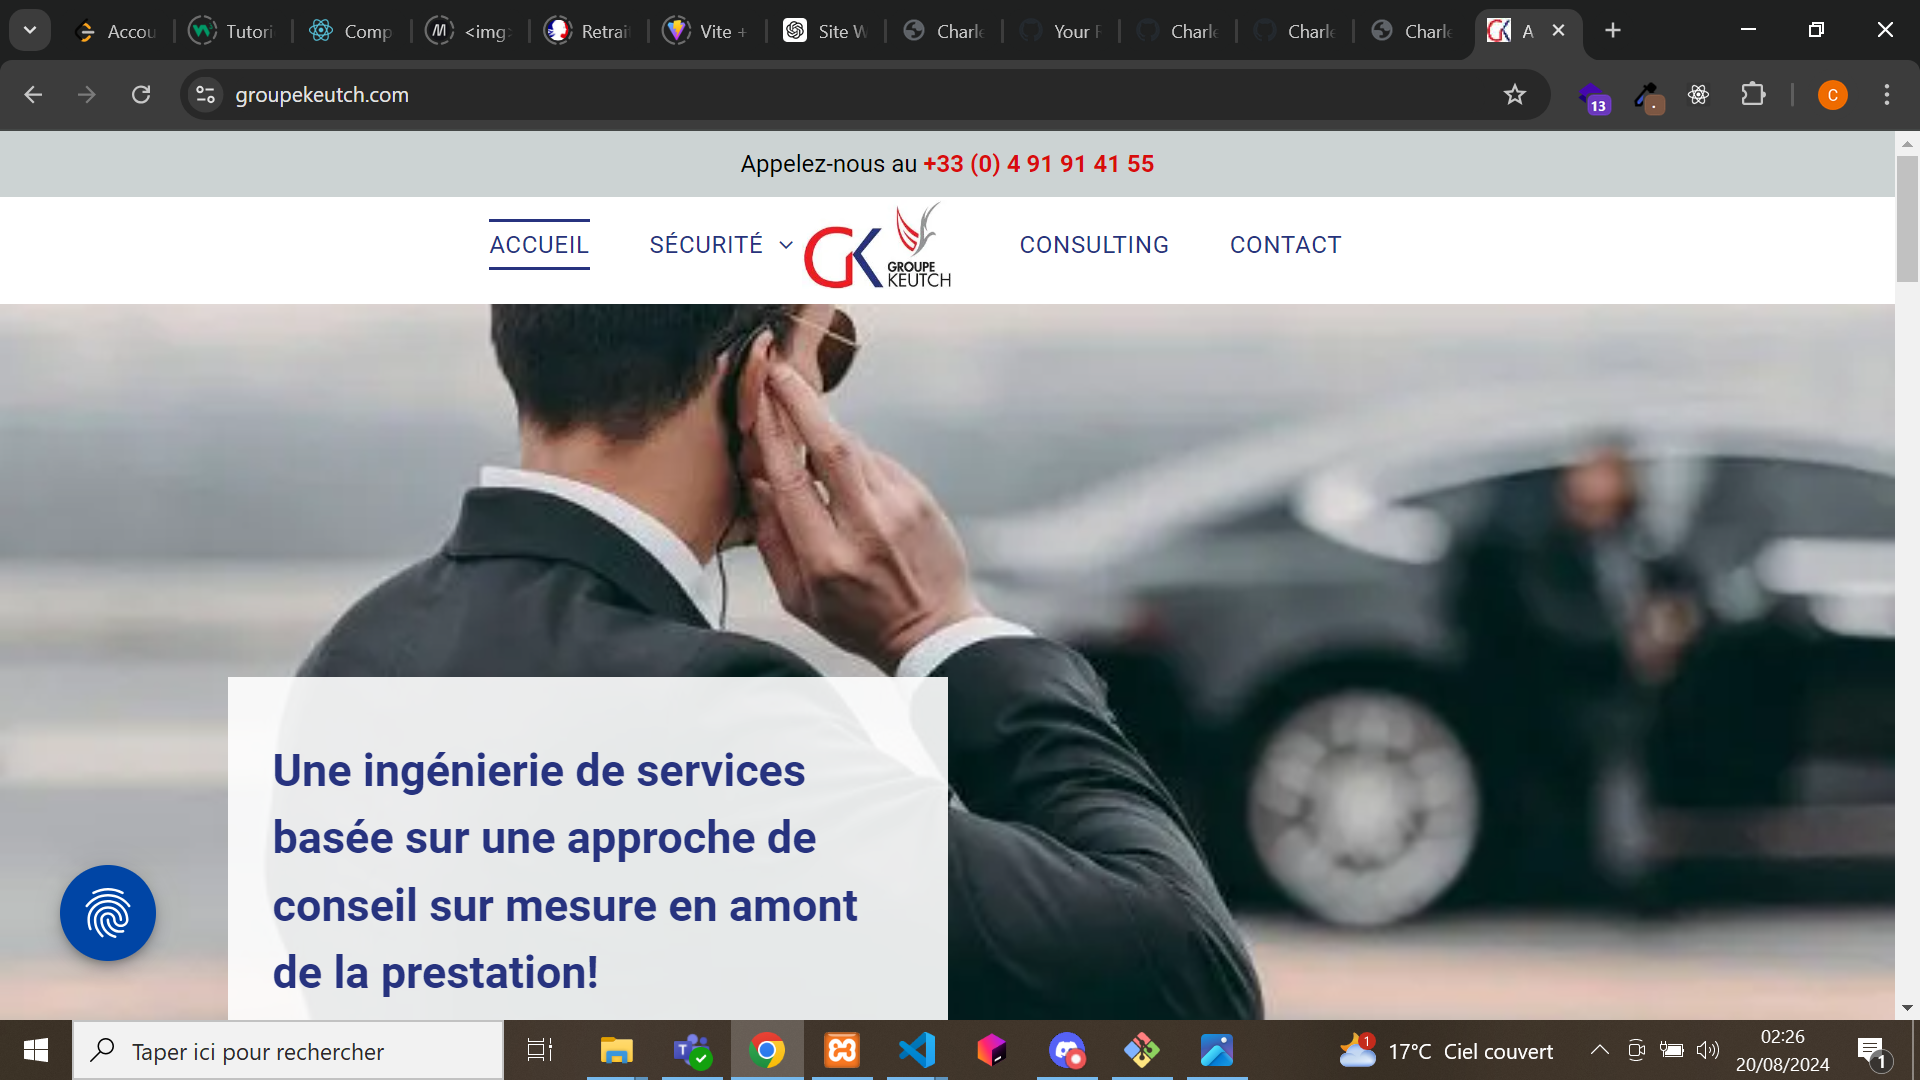 Accou
Tutori
Comp
<img
Retrai
Vite +
Site W
Charle
Your R
Charle
Charle
Charle
A
groupekeutch.com
13
C
Appelez-nous au +33 (0) 4 91 91 41 55
ACCUEIL
SÉCURITÉ
GK
GROUPE
KEUTCH
CONSULTING
CONTACT
Une ingénierie de services
basée sur une approche de
conseil sur mesure en amont
de la prestation!
Taper ici pour rechercher
1
17°C Ciel couvert
02:26
20/08/2024
1